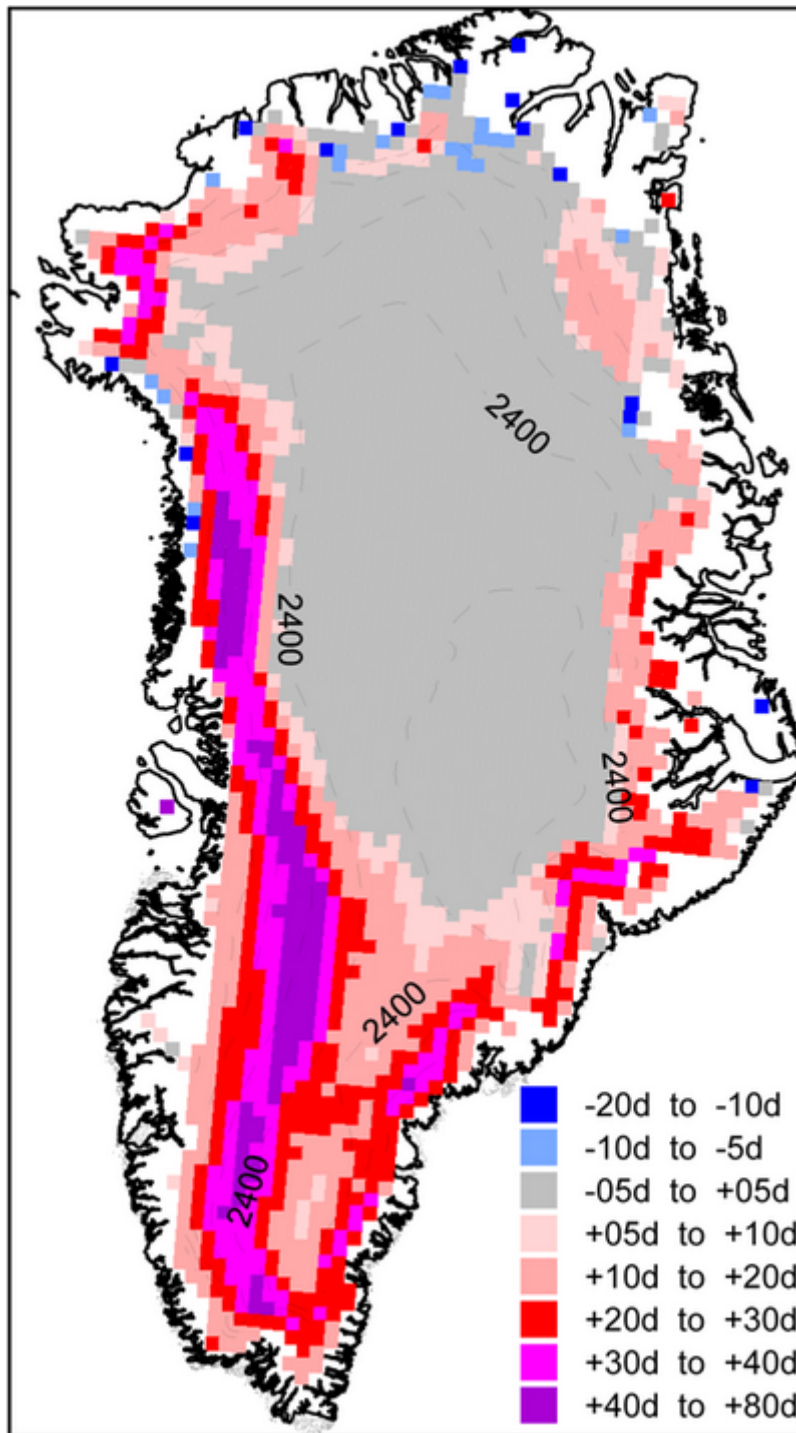 2400
2400
2400
2400
2400
-20d to -10d
-10d to -5d
-05d to +05d
+05d to +10d
+10d to +20d
+20d to +30d
+30d to +40d
+40d to +80d